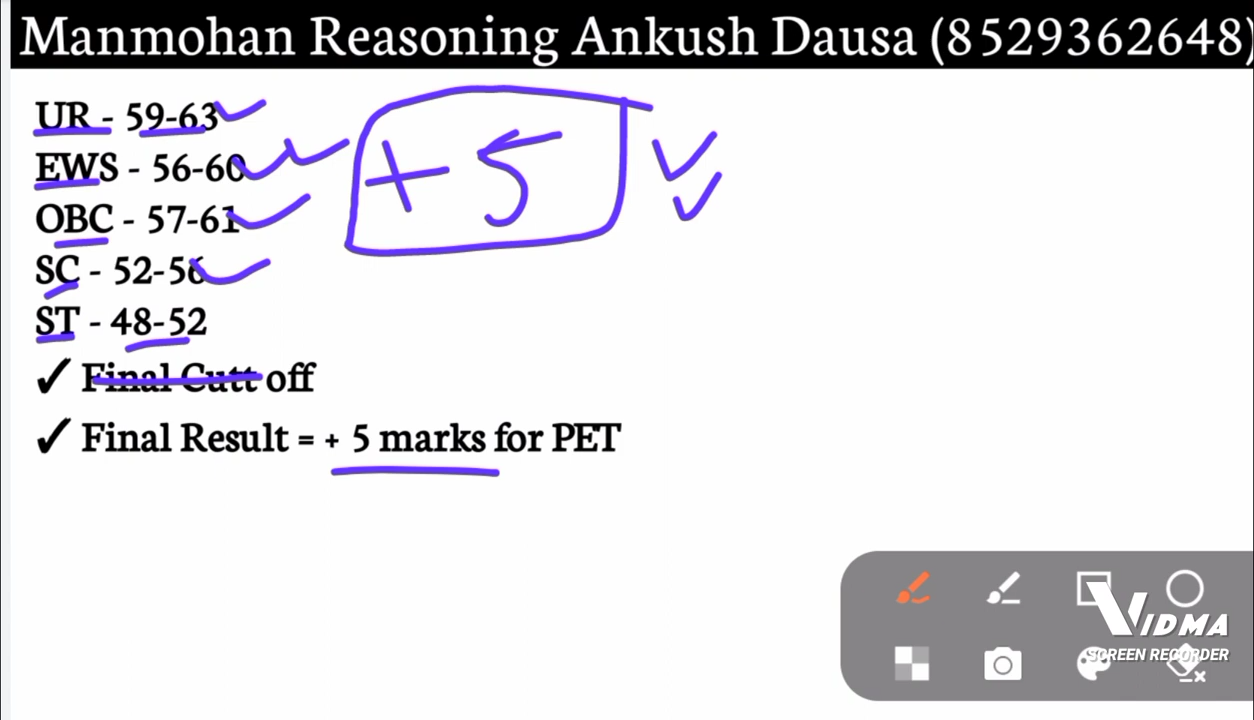 Manmohan Reasoning Ankush Dausa (8529362648)
UR - 59-63
EWS - 56-60
OBC - 57-61
SC - 52-56
ST - 48-52
+5
✓ Final Cutt off
✓ Final Result = + 5 marks for PET
VIDMA
SCREEN RECORDER